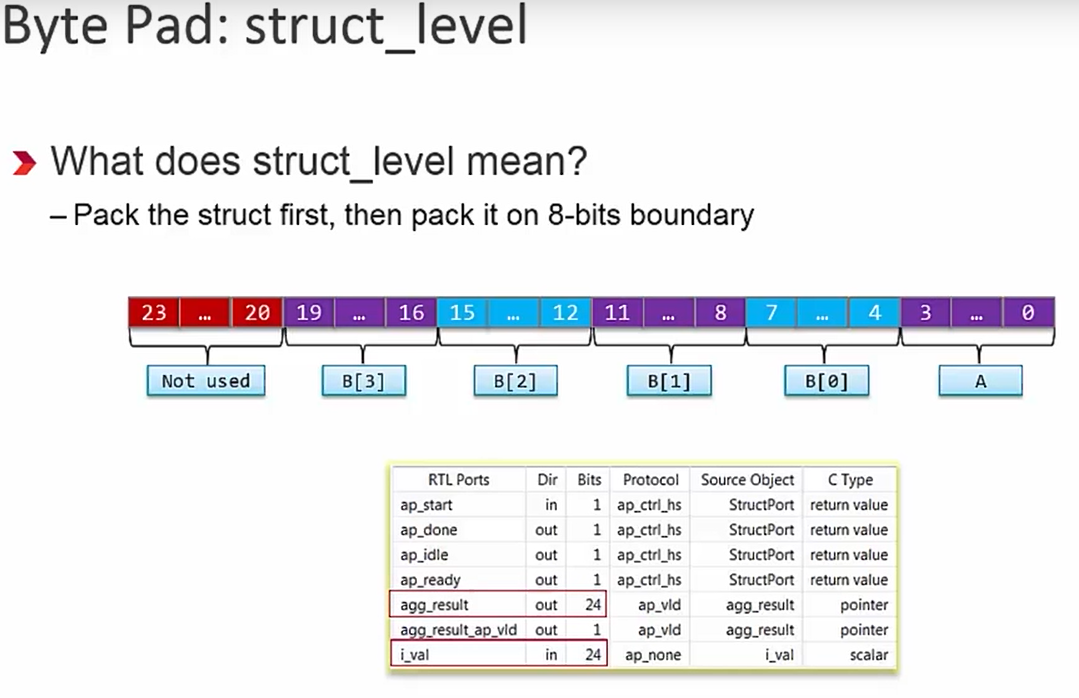 Byte Pad: struct_level
What does struct_level mean?
– Pack the struct first, then pack it on 8-bits boundary
23 ... 20 19 ... 16 15 ... 12 11 ... 8 7 ... 4 3 ... 0
Not used B[3] B[2] B[1] B[0] A
RTL Ports Dir Bits Protocol Source Object C Type
ap_start in 1 ap_ctrl_hs StructPort return value
ap_done out 1 ap_ctrl_hs StructPort return value
ap_idle out 1 ap_ctrl_hs StructPort return value
ap_ready out 1 ap_ctrl_hs StructPort return value
agg_result out 24 ap_vld agg_result pointer
agg_result_ap_vld out 1 ap_vld agg_result pointer
i_val in 24 ap_none i_val scalar